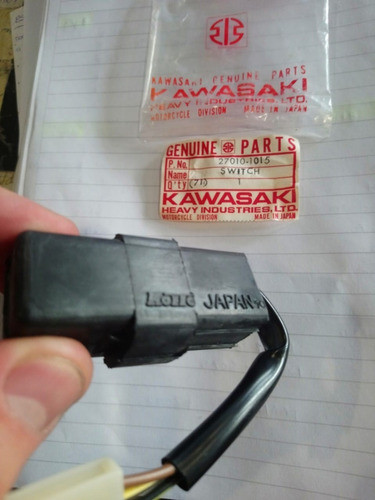 KAWASAKI GENUINE PARTS
KAWASAKI
HEAVY INDUSTRIES, LTD.
MOTORCYCLE DIVISION MADE IN JAPAN
GENUINE PARTS
P.No. 27010-1015
Name SWITCH
Q'ty (71) 1
KAWASAKI
HEAVY INDUSTRIES, LTD.
MOTORCYCLE DIVISION MADE IN JAPAN
JAPAN